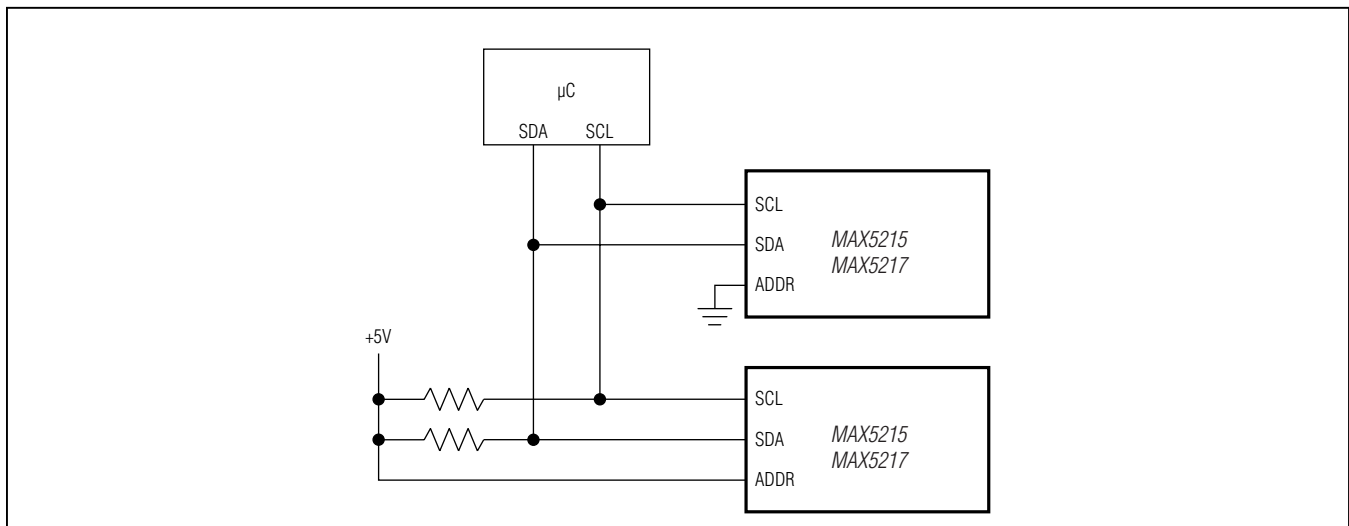 µC
SDA SCL
SCL
SDA
ADDR
MAX5215
MAX5217
+5V
SCL
SDA
ADDR
MAX5215
MAX5217